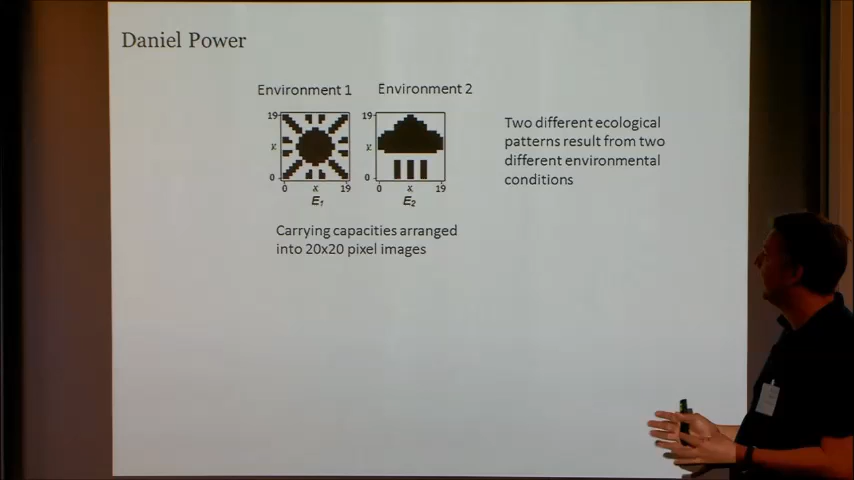 Daniel Power
Environment 1
Environment 2
19
x
0
0 x 19
E1
19
x
0
0 x 19
E2
Two different ecological
patterns result from two
different environmental
conditions
Carrying capacities arranged
into 20x20 pixel images